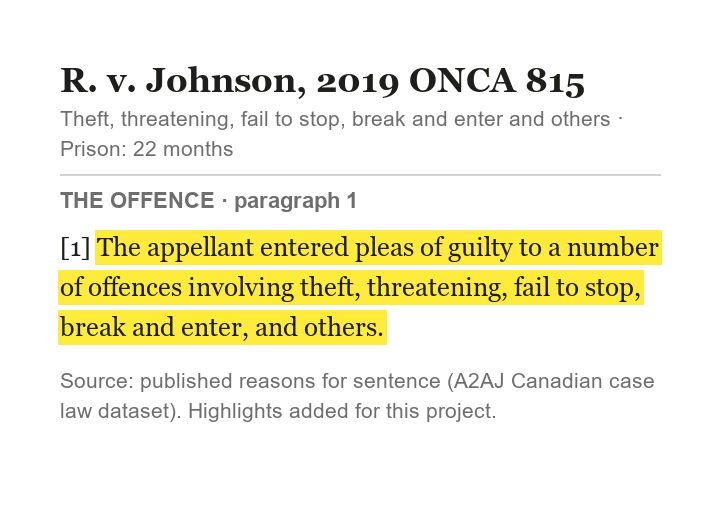 R. v. Johnson, 2019 ONCA 815
Theft, threatening, fail to stop, break and enter and others ·
Prison: 22 months
THE OFFENCE · paragraph 1
[1] The appellant entered pleas of guilty to a number
of offences involving theft, threatening, fail to stop,
break and enter, and others.
Source: published reasons for sentence (A2AJ Canadian case
law dataset). Highlights added for this project.